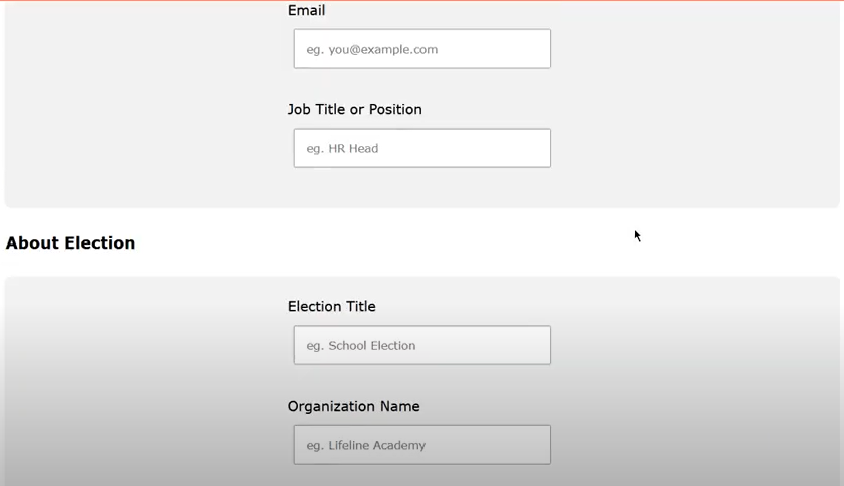 Email
eg. you@example.com
Job Title or Position
eg. HR Head
About Election
Election Title
eg. School Election
Organization Name
eg. Lifeline Academy